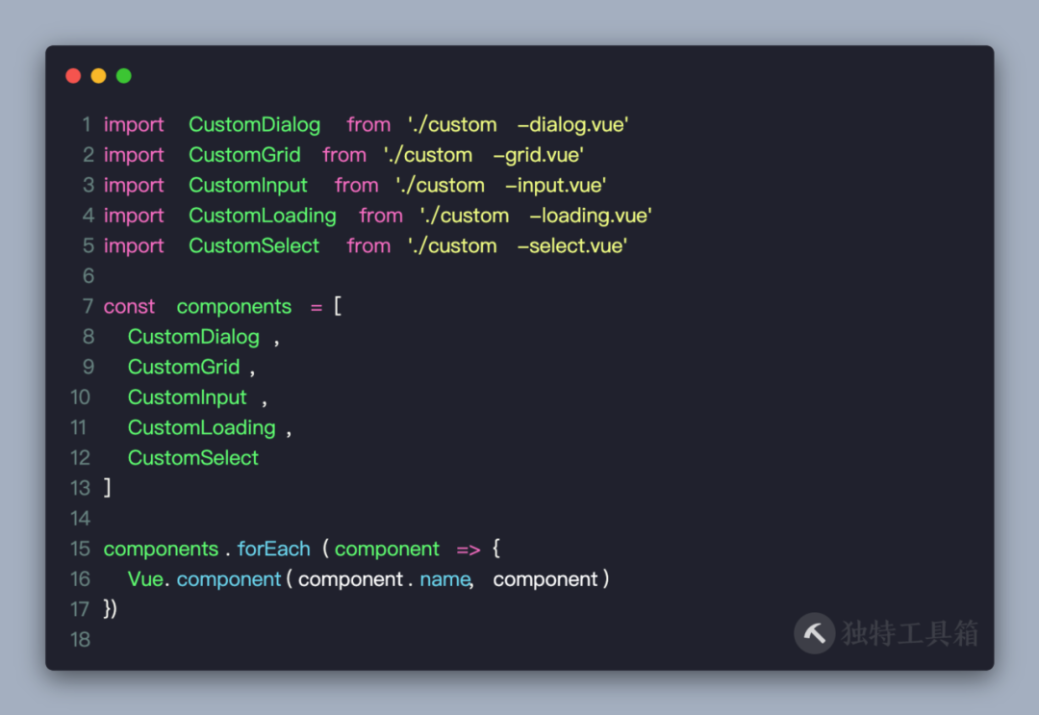 1 import CustomDialog from './custom -dialog.vue'
2 import CustomGrid from './custom -grid.vue'
3 import CustomInput from './custom -input.vue'
4 import CustomLoading from './custom -loading.vue'
5 import CustomSelect from './custom -select.vue'
6
7 const components = [
8 CustomDialog ,
9 CustomGrid ,
10 CustomInput ,
11 CustomLoading ,
12 CustomSelect
13 ]
14
15 components . forEach ( component => {
16 Vue. component ( component . name, component )
17 })
18
独特工具箱